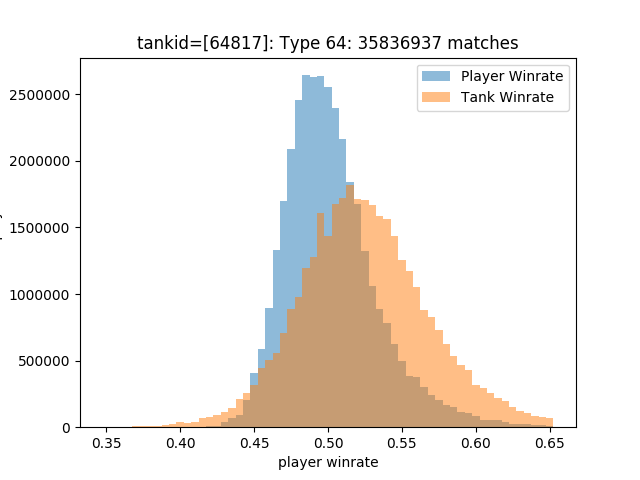 tankid=[64817]: Type 64: 35836937 matches
Player Winrate
Tank Winrate
2500000
2000000
1500000
1000000
500000
0
0.35 0.40 0.45 0.50 0.55 0.60 0.65
player winrate